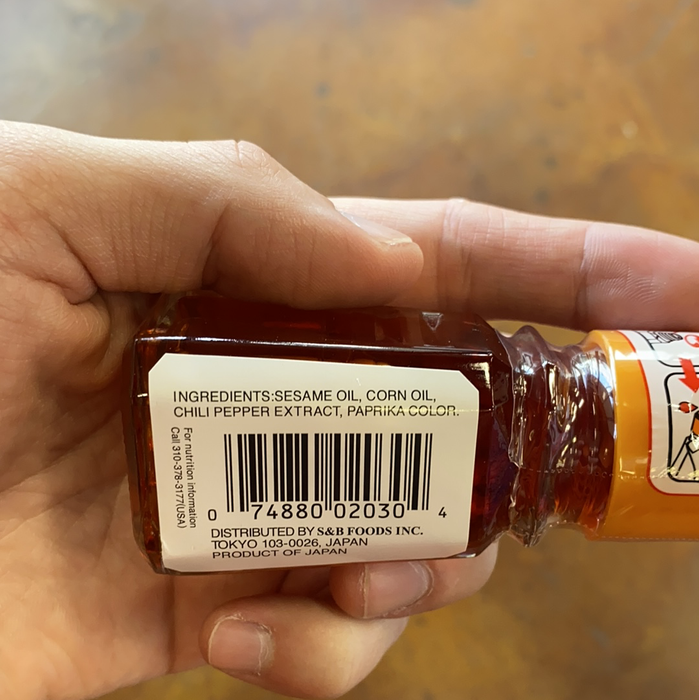 INGREDIENTS:SESAME OIL, CORN OIL,
CHILI PEPPER EXTRACT, PAPRIKA COLOR.
For nutrition information
Call 310-378-3177(USA)
0 74880 02030 4
DISTRIBUTED BY S&B FOODS INC.
TOKYO 103-0026, JAPAN
PRODUCT OF JAPAN